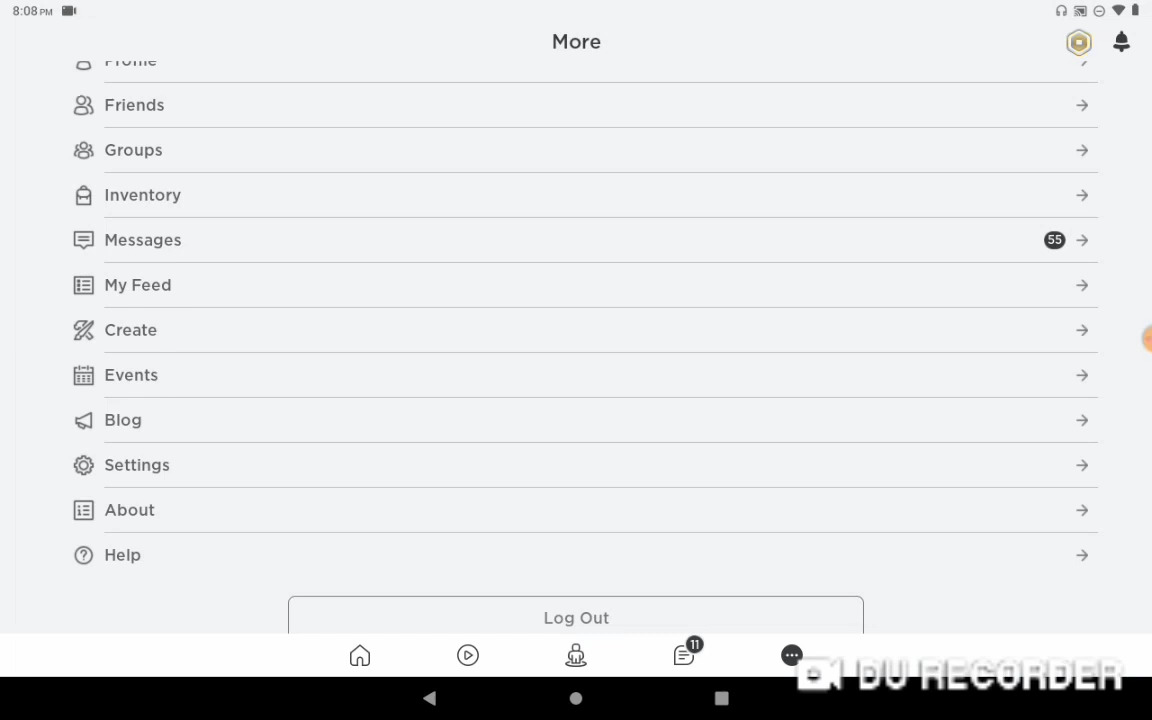 8:08 PM
More
Profile
Friends
Groups
Inventory
Messages
55
My Feed
Create
Events
Blog
Settings
About
Help
Log Out
11
DU RECORDER